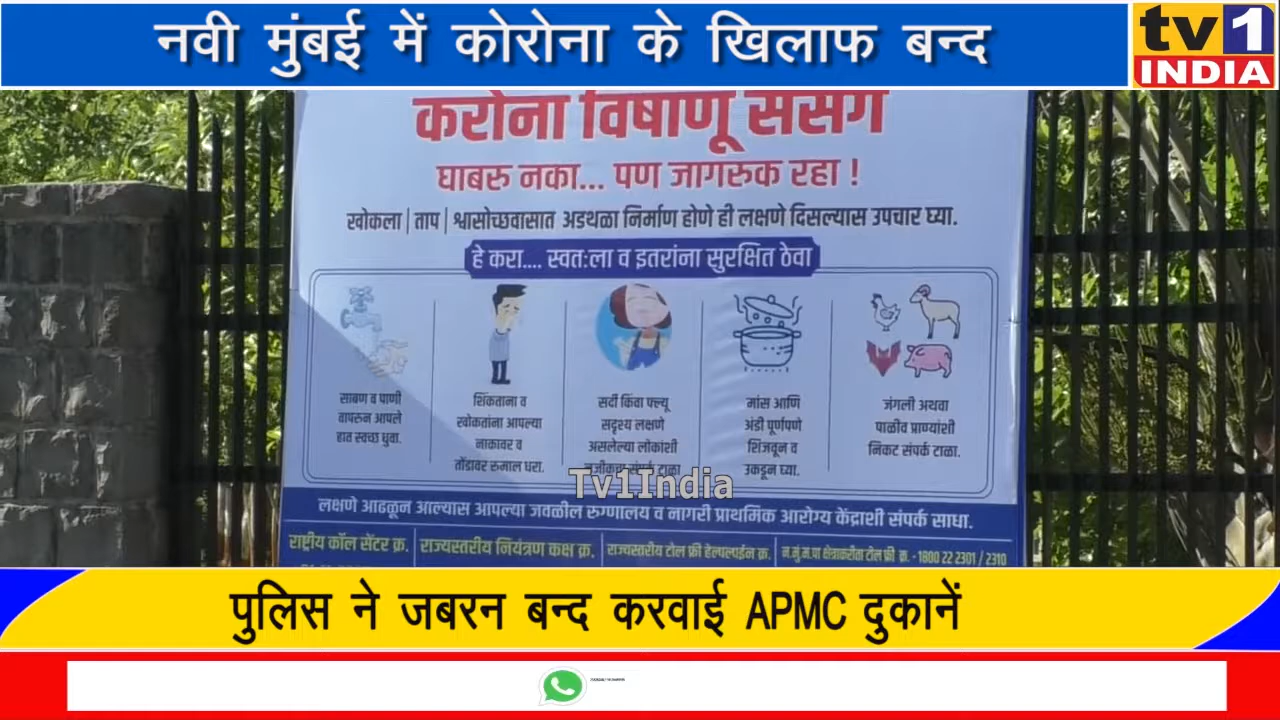 नवी मुंबई में कोरोना के खिलाफ बन्द
tv1
INDIA
करोना विषाणू संसर्ग
घाबरु नका... पण जागरुक रहा !
खोकला | ताप | श्वासोच्छवासात अडथळा निर्माण होणे ही लक्षणे दिसल्यास उपचार घ्या.
हे करा.... स्वत:ला व इतरांना सुरक्षित ठेवा
साबण व पाणी
वापरुन आपले
हात स्वच्छ धुवा.
शिंकताना व
खोकतांना आपल्या
नाकावर व
तोंडावर रुमाल धरा.
सर्दी किंवा फ्ल्यू
सदृश्य लक्षणे
असलेल्या लोकांशी
संपर्क टाळा
मांस आणि
अंडी पूर्णपणे
शिजवून व
उकडून घ्या.
जंगली अथवा
पाळीव प्राण्यांशी
निकट संपर्क टाळा.
Tv1India
लक्षणे आढळून आल्यास आपल्या जवळील रुग्णालय व नागरी प्राथमिक आरोग्य केंद्राशी संपर्क साधा.
राष्ट्रीय कॉल सेंटर क्र.
राज्यस्तरीय नियंत्रण कक्ष क्र.
राज्यस्तरीय टोल फ्री हेल्पलाईन क्र.
न.मुं.म.पा क्षेत्राकरीता टोल फ्री क्र. - 1800 22 2301 / 2310
पुलिस ने जबरन बन्द करवाई APMC दुकानें